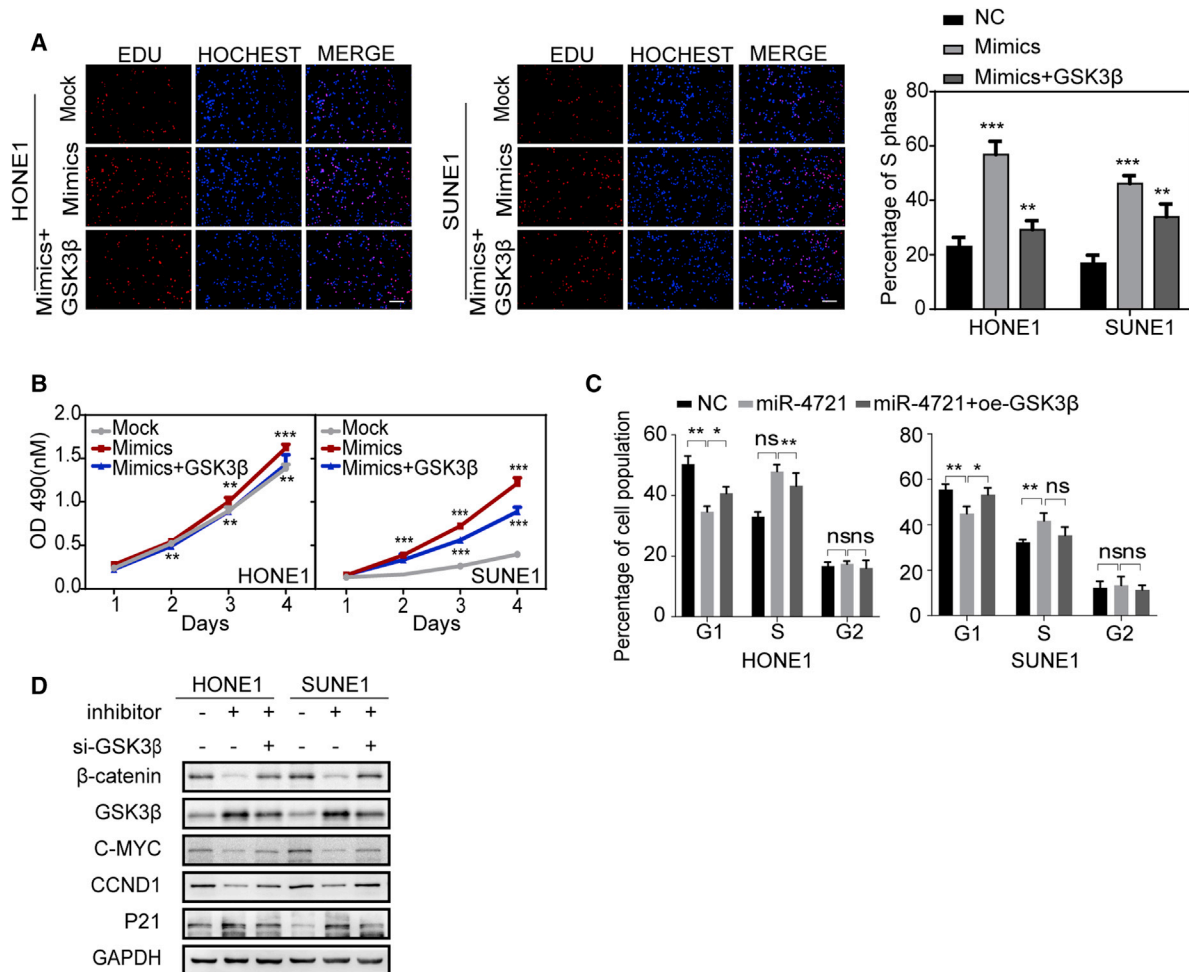 A
EDU HOCHEST MERGE
HONE1
Mock
Mimics
Mimics+
GSK3β
EDU HOCHEST MERGE
SUNE1
Mock
Mimics
Mimics+
GSK3β
NC
Mimics
Mimics+GSK3β
Percentage of S phase
80
60
40
20
0
*** ** *** **
HONE1 SUNE1
B
OD 490(nM)
2.0
1.5
1.0
0.5
0.0
Mock
Mimics
Mimics+GSK3β
** ** ** *** **
HONE1
1 2 3 4
Days
Mock
Mimics
Mimics+GSK3β
*** *** *** *** ***
SUNE1
1 2 3 4
Days
C
NC miR-4721 miR-4721+oe-GSK3β
Percentage of cell population
60
40
20
0
** * ns ** nsns
G1 S G2
HONE1
80
60
40
20
0
** * ** ns nsns
G1 S G2
SUNE1
D
HONE1 SUNE1
inhibitor - + + - + +
si-GSK3β - - + - - +
β-catenin
GSK3β
C-MYC
CCND1
P21
GAPDH